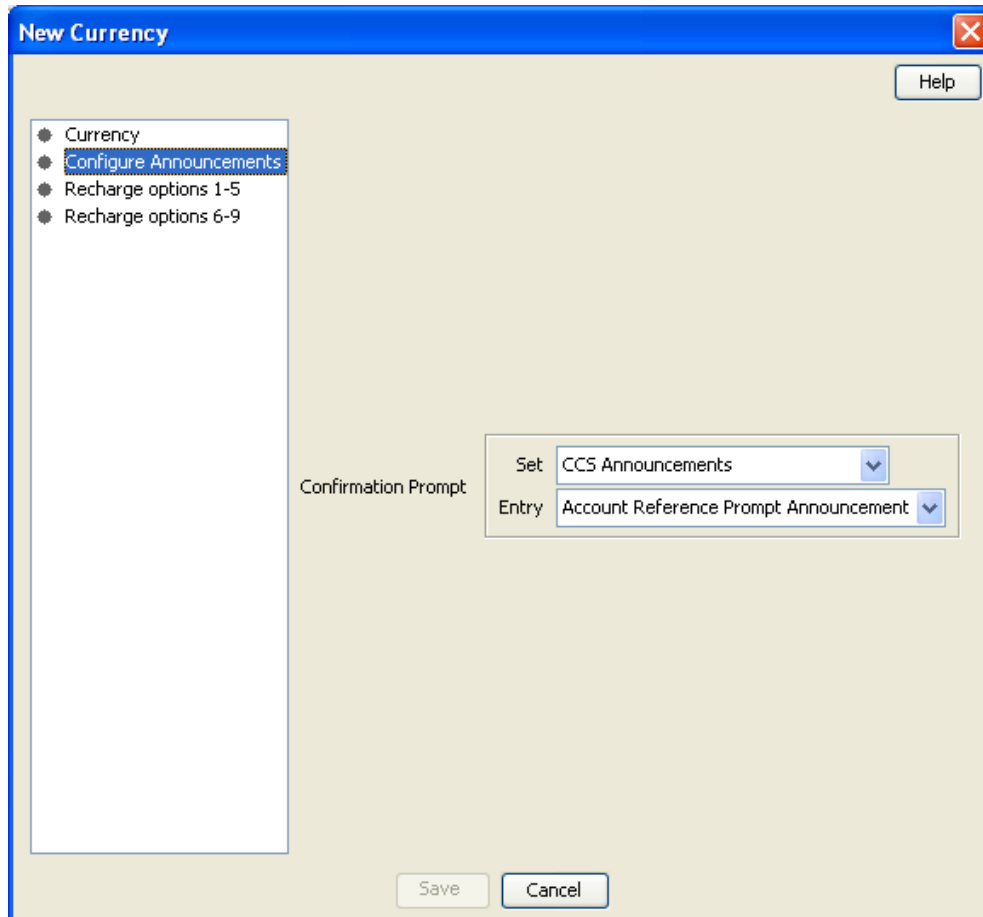 New Currency
Help
Currency
Configure Announcements
Recharge options 1-5
Recharge options 6-9
Confirmation Prompt
Set CCS Announcements
Entry Account Reference Prompt Announcement
Save Cancel